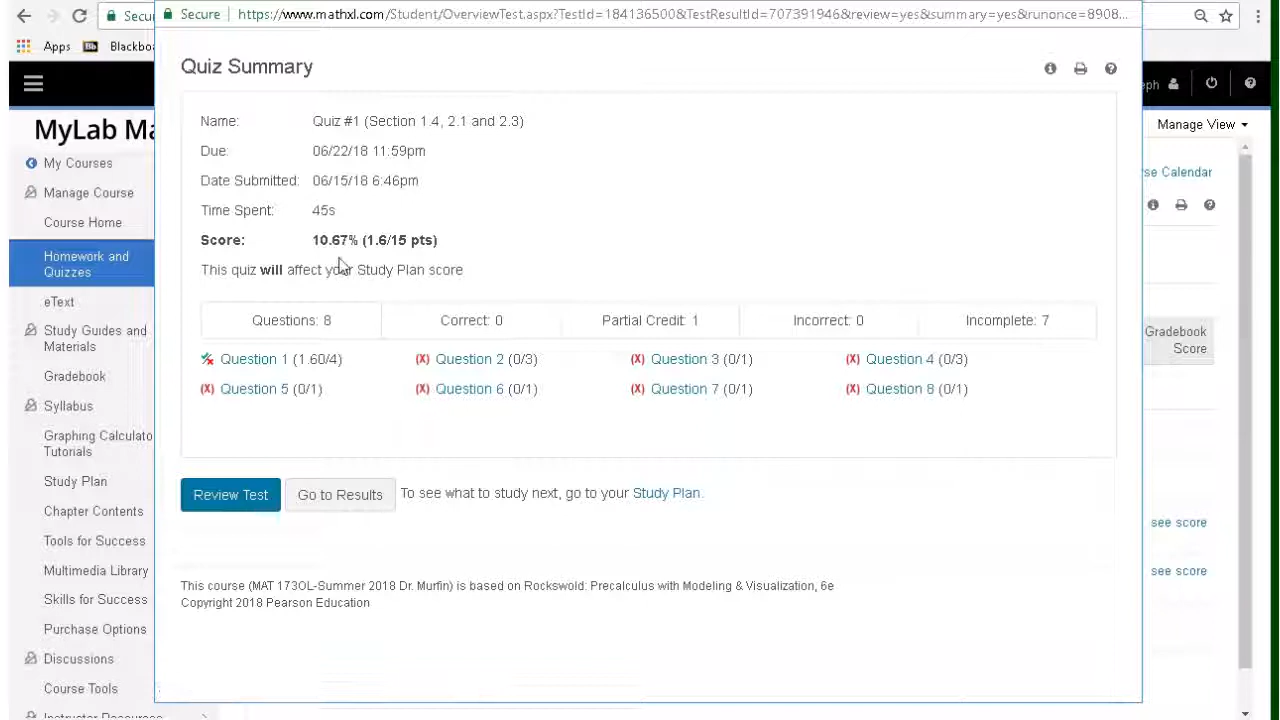 Secure
https://www.mathxl.com/Student/OverviewTest.aspx?TestId=184136500&TestResultId=707391946&review=yes&summary=yes&runonce=8908...
Secur
Apps
Bb
Blackboa
MyLab Ma
My Courses
Manage Course
Course Home
Homework and
Quizzes
eText
Study Guides and
Materials
Gradebook
Syllabus
Graphing Calculato
Tutorials
Study Plan
Chapter Contents
Tools for Success
Multimedia Library
Skills for Success
Purchase Options
Discussions
Course Tools
Instructor Resources
Quiz Summary
Name: Quiz #1 (Section 1.4, 2.1 and 2.3)
Due: 06/22/18 11:59pm
Date Submitted: 06/15/18 6:46pm
Time Spent: 45s
Score: 10.67% (1.6/15 pts)
This quiz will affect your Study Plan score
Questions: 8 Correct: 0 Partial Credit: 1 Incorrect: 0 Incomplete: 7
Question 1 (1.60/4) (X) Question 2 (0/3) (X) Question 3 (0/1) (X) Question 4 (0/3)
(X) Question 5 (0/1) (X) Question 6 (0/1) (X) Question 7 (0/1) (X) Question 8 (0/1)
Review Test Go to Results To see what to study next, go to your Study Plan.
This course (MAT 173OL-Summer 2018 Dr. Murfin) is based on Rockswold: Precalculus with Modeling & Visualization, 6e
Copyright 2018 Pearson Education
eph
Manage View
se Calendar
Gradebook
Score
see score
see score